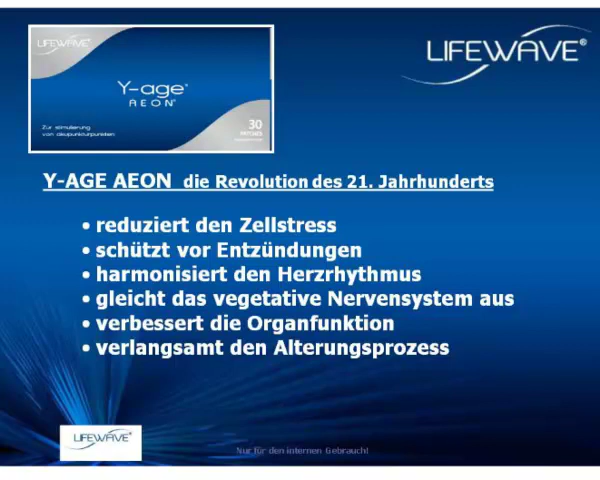 LIFEWAVE®
LIFEWAVE®
Y-age®
AEON®
Zur stimulierung
von akupunkturpunkten
30
PATCHES
Y-AGE AEON die Revolution des 21. Jahrhunderts
• reduziert den Zellstress
• schützt vor Entzündungen
• harmonisiert den Herzrhythmus
• gleicht das vegetative Nervensystem aus
• verbessert die Organfunktion
• verlangsamt den Alterungsprozess
LIFEWAVE®
Nur für den internen Gebrauch!